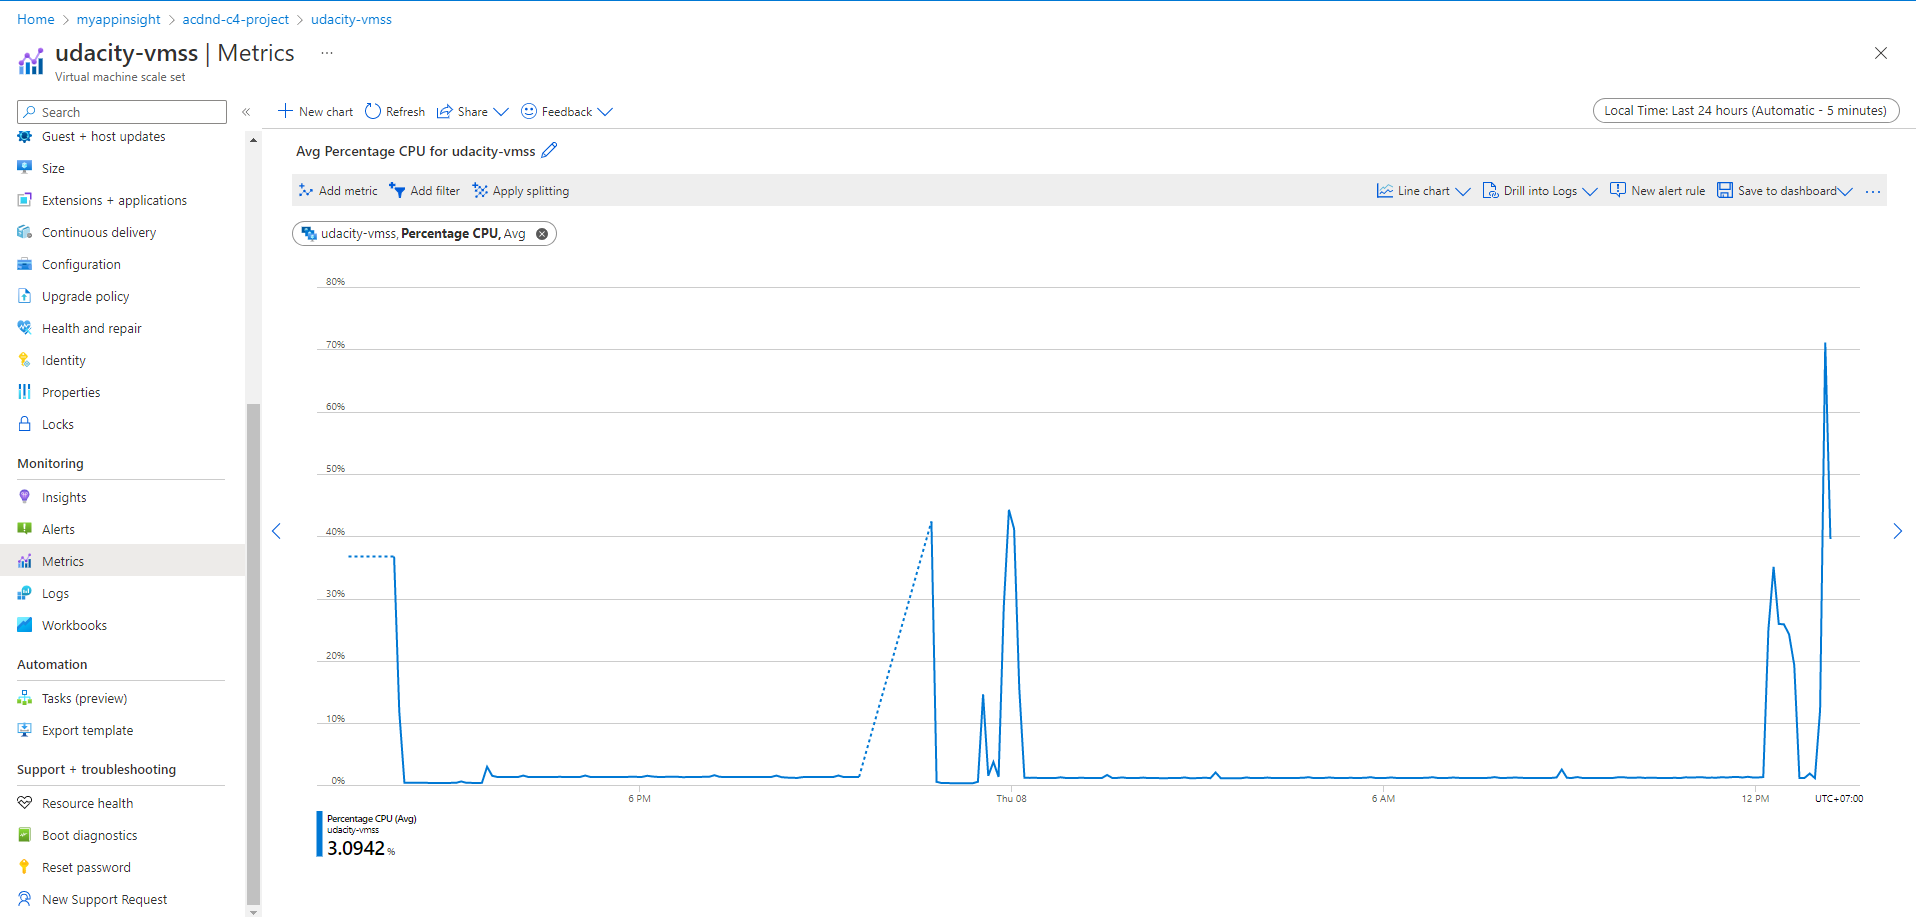 Home > myappinsight > acdnd-c4-project > udacity-vmss
udacity-vmss | Metrics ...
Virtual machine scale set
Search
«
New chart Refresh Share Feedback
Local Time: Last 24 hours (Automatic - 5 minutes)
Guest + host updates
Size
Extensions + applications
Continuous delivery
Configuration
Upgrade policy
Health and repair
Identity
Properties
Locks
Monitoring
Insights
Alerts
Metrics
Logs
Workbooks
Automation
Tasks (preview)
Export template
Support + troubleshooting
Resource health
Boot diagnostics
Reset password
New Support Request
Avg Percentage CPU for udacity-vmss
Add metric Add filter Apply splitting
Line chart Drill into Logs New alert rule Save to dashboard ...
udacity-vmss, Percentage CPU, Avg
80%
70%
60%
50%
40%
30%
20%
10%
0%
6 PM Thu 08 6 AM 12 PM UTC+07:00
Percentage CPU (Avg)
udacity-vmss
3.0942 %